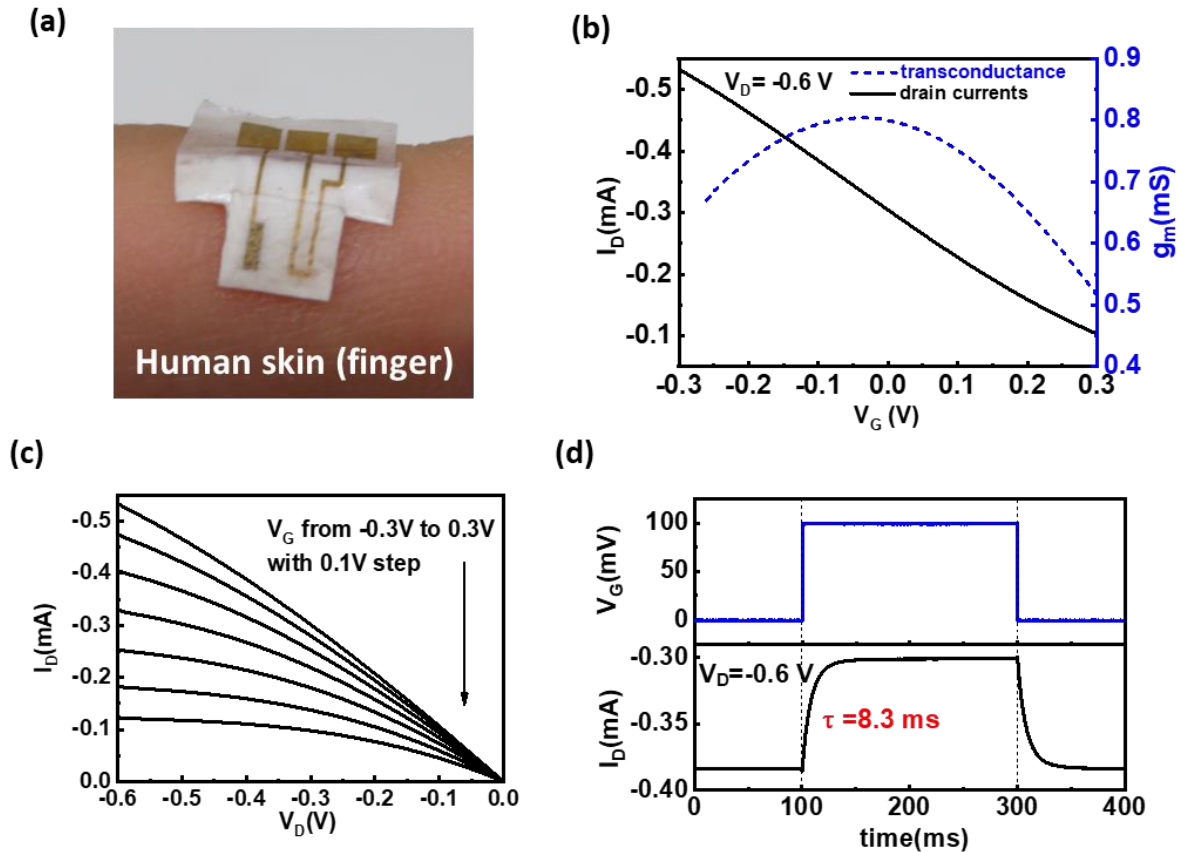 (a)
Human skin (finger)
(b)
V_D= -0.6 V
transconductance
drain currents
I_D(mA)
-0.5
-0.4
-0.3
-0.2
-0.1
g_m(mS)
0.9
0.8
0.7
0.6
0.5
0.4
-0.3 -0.2 -0.1 0.0 0.1 0.2 0.3
V_G (V)
(c)
V_G from -0.3V to 0.3V
with 0.1V step
I_D(mA)
-0.5
-0.4
-0.3
-0.2
-0.1
0.0
-0.6 -0.5 -0.4 -0.3 -0.2 -0.1 0.0
V_D(V)
(d)
V_G(mV)
100
50
0
V_D=-0.6 V
τ =8.3 ms
I_D(mA)
-0.30
-0.35
-0.40
0 100 200 300 400
time(ms)